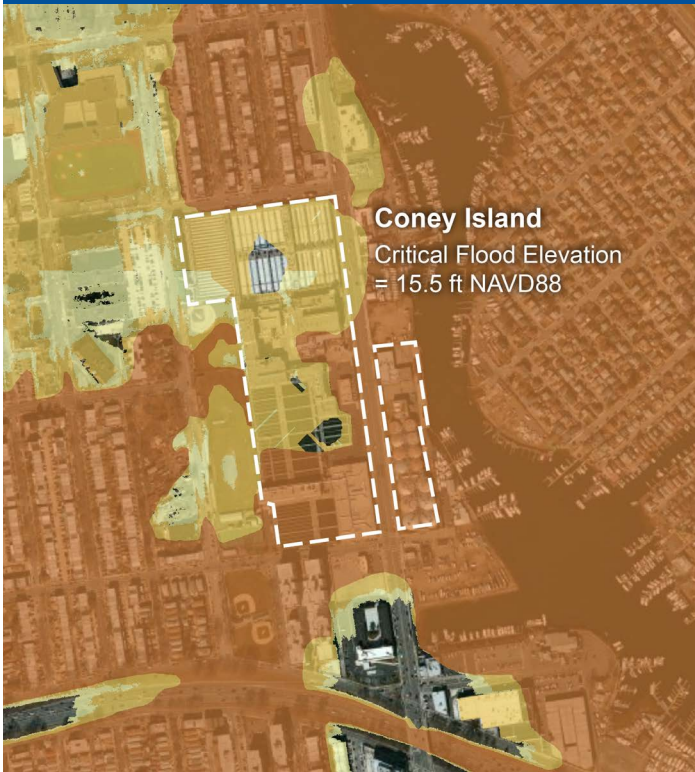 Coney Island
Critical Flood Elevation
= 15.5 ft NAVD88